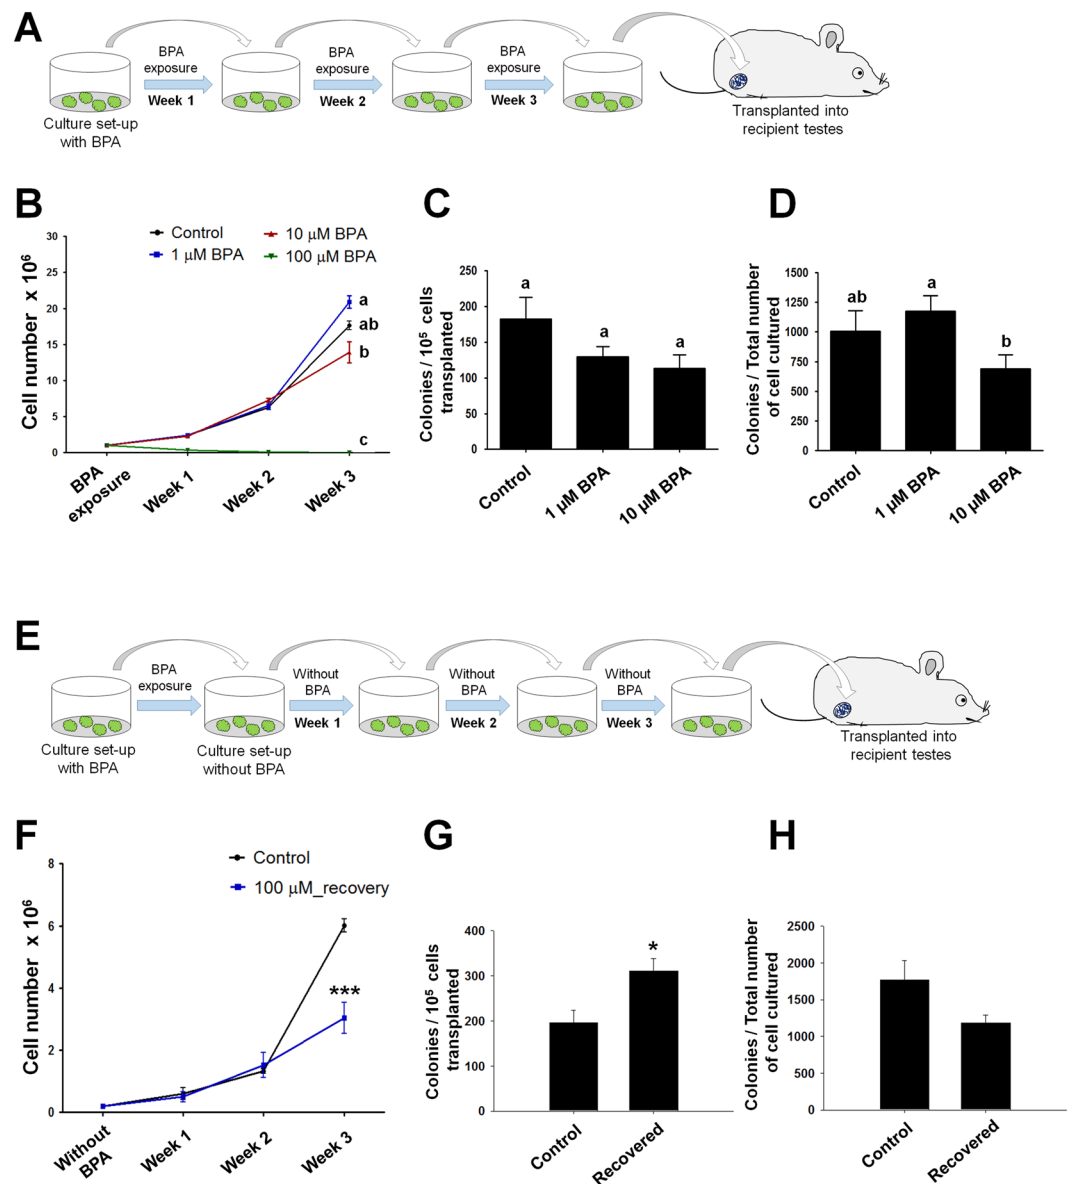 A
BPA
exposure
Week 1
BPA
exposure
Week 2
BPA
exposure
Week 3
Culture set-up
with BPA
Transplanted into
recipient testes
B
Control
1 μM BPA
10 μM BPA
100 μM BPA
Cell number x 10⁶
30
25
20
15
10
5
0
a
ab
b
c
BPA
exposure
Week 1
Week 2
Week 3
C
Colonies / 10⁵ cells
transplanted
250
200
150
100
50
0
a
a
a
Control
1 μM BPA
10 μM BPA
D
Colonies / Total number
of cell cultured
1500
1250
1000
750
500
250
0
ab
a
b
Control
1 μM BPA
10 μM BPA
E
BPA
exposure
Without
BPA
Week 1
Without
BPA
Week 2
Without
BPA
Week 3
Culture set-up
with BPA
Culture set-up
without BPA
Transplanted into
recipient testes
F
Control
100 μM_recovery
Cell number x 10⁶
8
6
4
2
0
***
Without
BPA
Week 1
Week 2
Week 3
G
Colonies / 10⁵ cells
transplanted
400
300
200
100
0
*
Control
Recovered
H
Colonies / Total number
of cell cultured
2500
2000
1500
1000
500
0
Control
Recovered